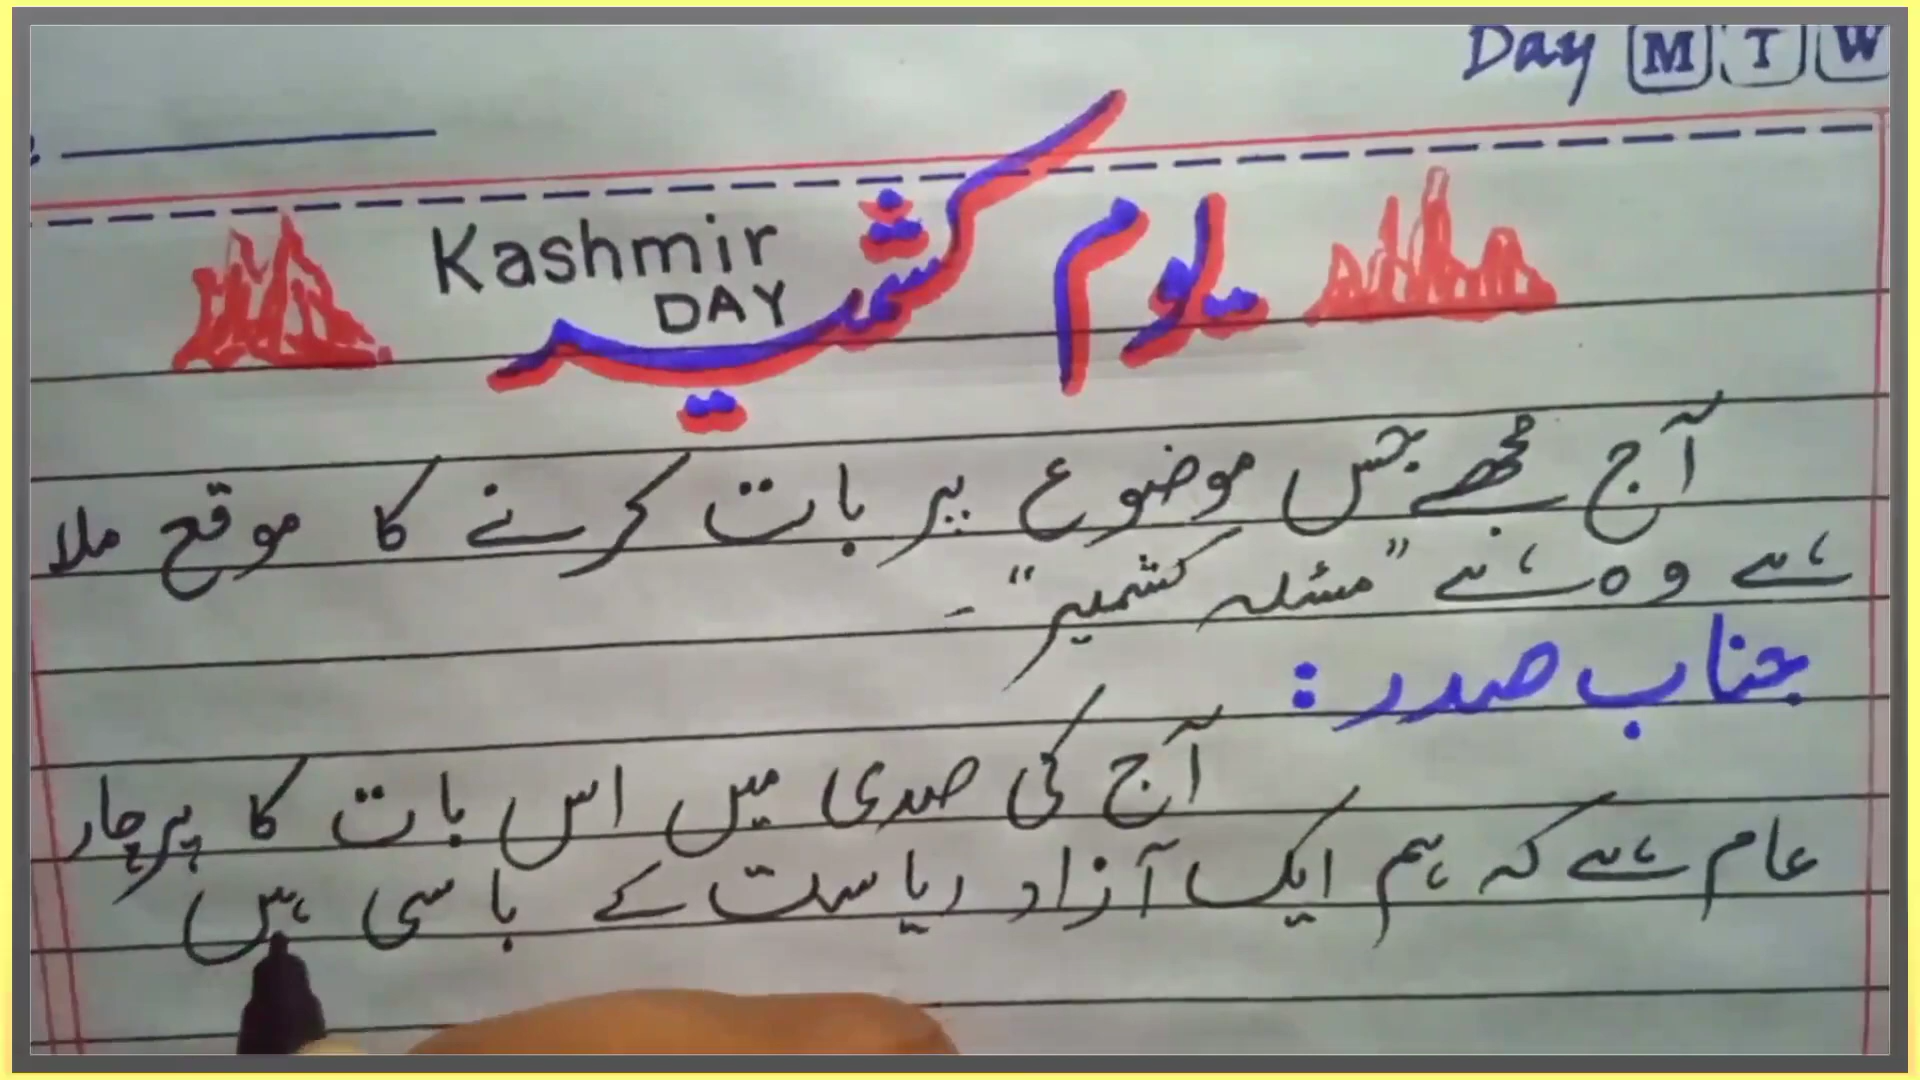 Day M T W
یوم کشمیر
Kashmir
DAY
آج مجھے جس موضوع پر بات کرنے کا موقع ملا
ہے وہ ہے "مسئلہ کشمیر" -
جناب صدر :
آج کی صدی میں اس بات کا پرچار
عام ہے کہ ہم ایک آزاد ریاست کے باسی ہیں